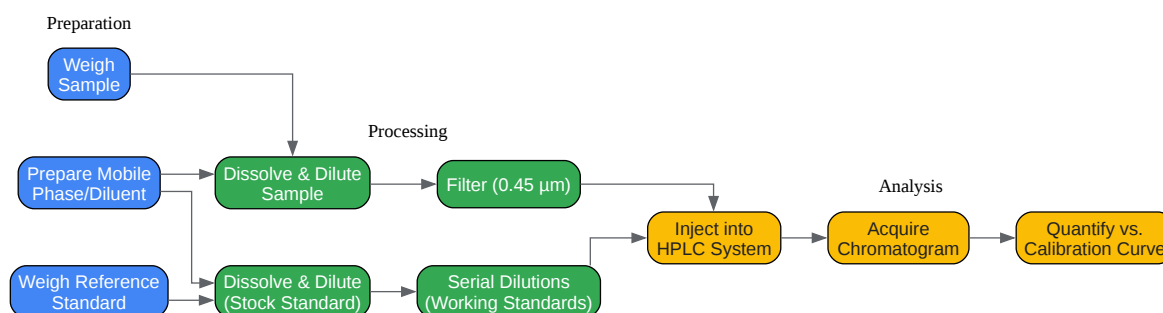 Preparation
Weigh
Sample
Processing
Prepare Mobile
Phase/Diluent
Dissolve & Dilute
Sample
Filter (0.45 µm)
Analysis
Inject into
HPLC System
Acquire
Chromatogram
Quantify vs.
Calibration Curve
Weigh Reference
Standard
Dissolve & Dilute
(Stock Standard)
Serial Dilutions
(Working Standards)